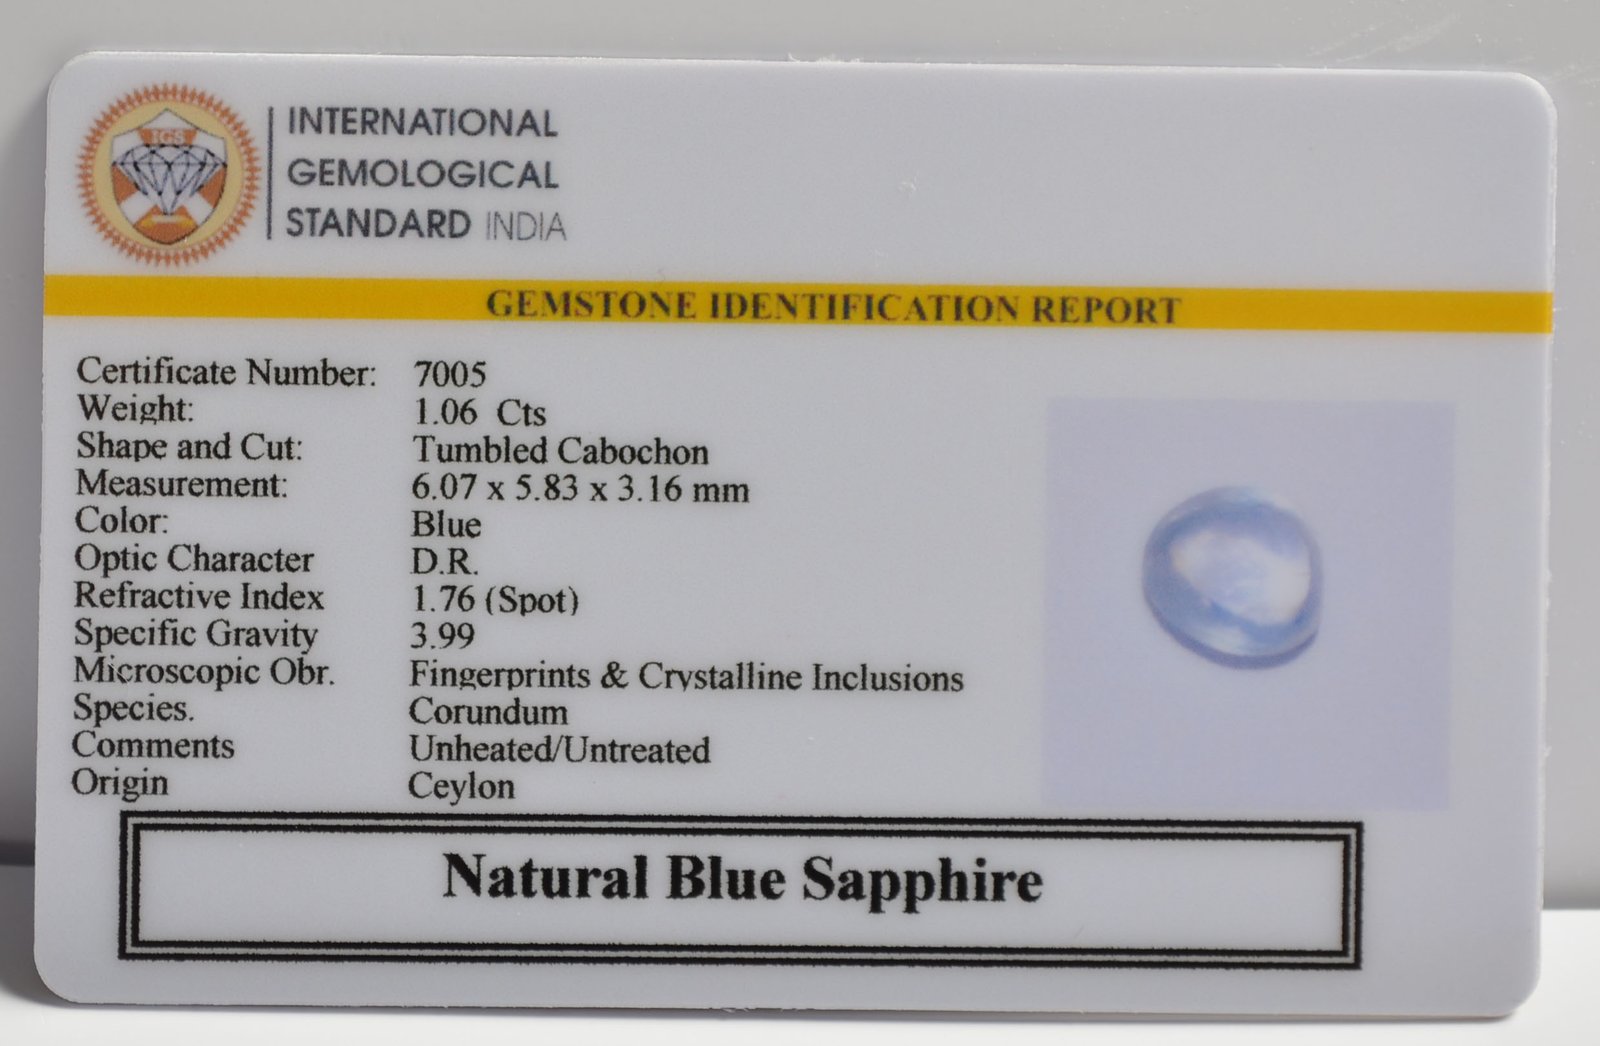 IGS
INTERNATIONAL
GEMOLOGICAL
STANDARD INDIA
GEMSTONE IDENTIFICATION REPORT
Certificate Number: 7005
Weight: 1.06 Cts
Shape and Cut: Tumbled Cabochon
Measurement: 6.07 x 5.83 x 3.16 mm
Color: Blue
Optic Character D.R.
Refractive Index 1.76 (Spot)
Specific Gravity 3.99
Microscopic Obr. Fingerprints & Crystalline Inclusions
Species. Corundum
Comments Unheated/Untreated
Origin Ceylon
Natural Blue Sapphire